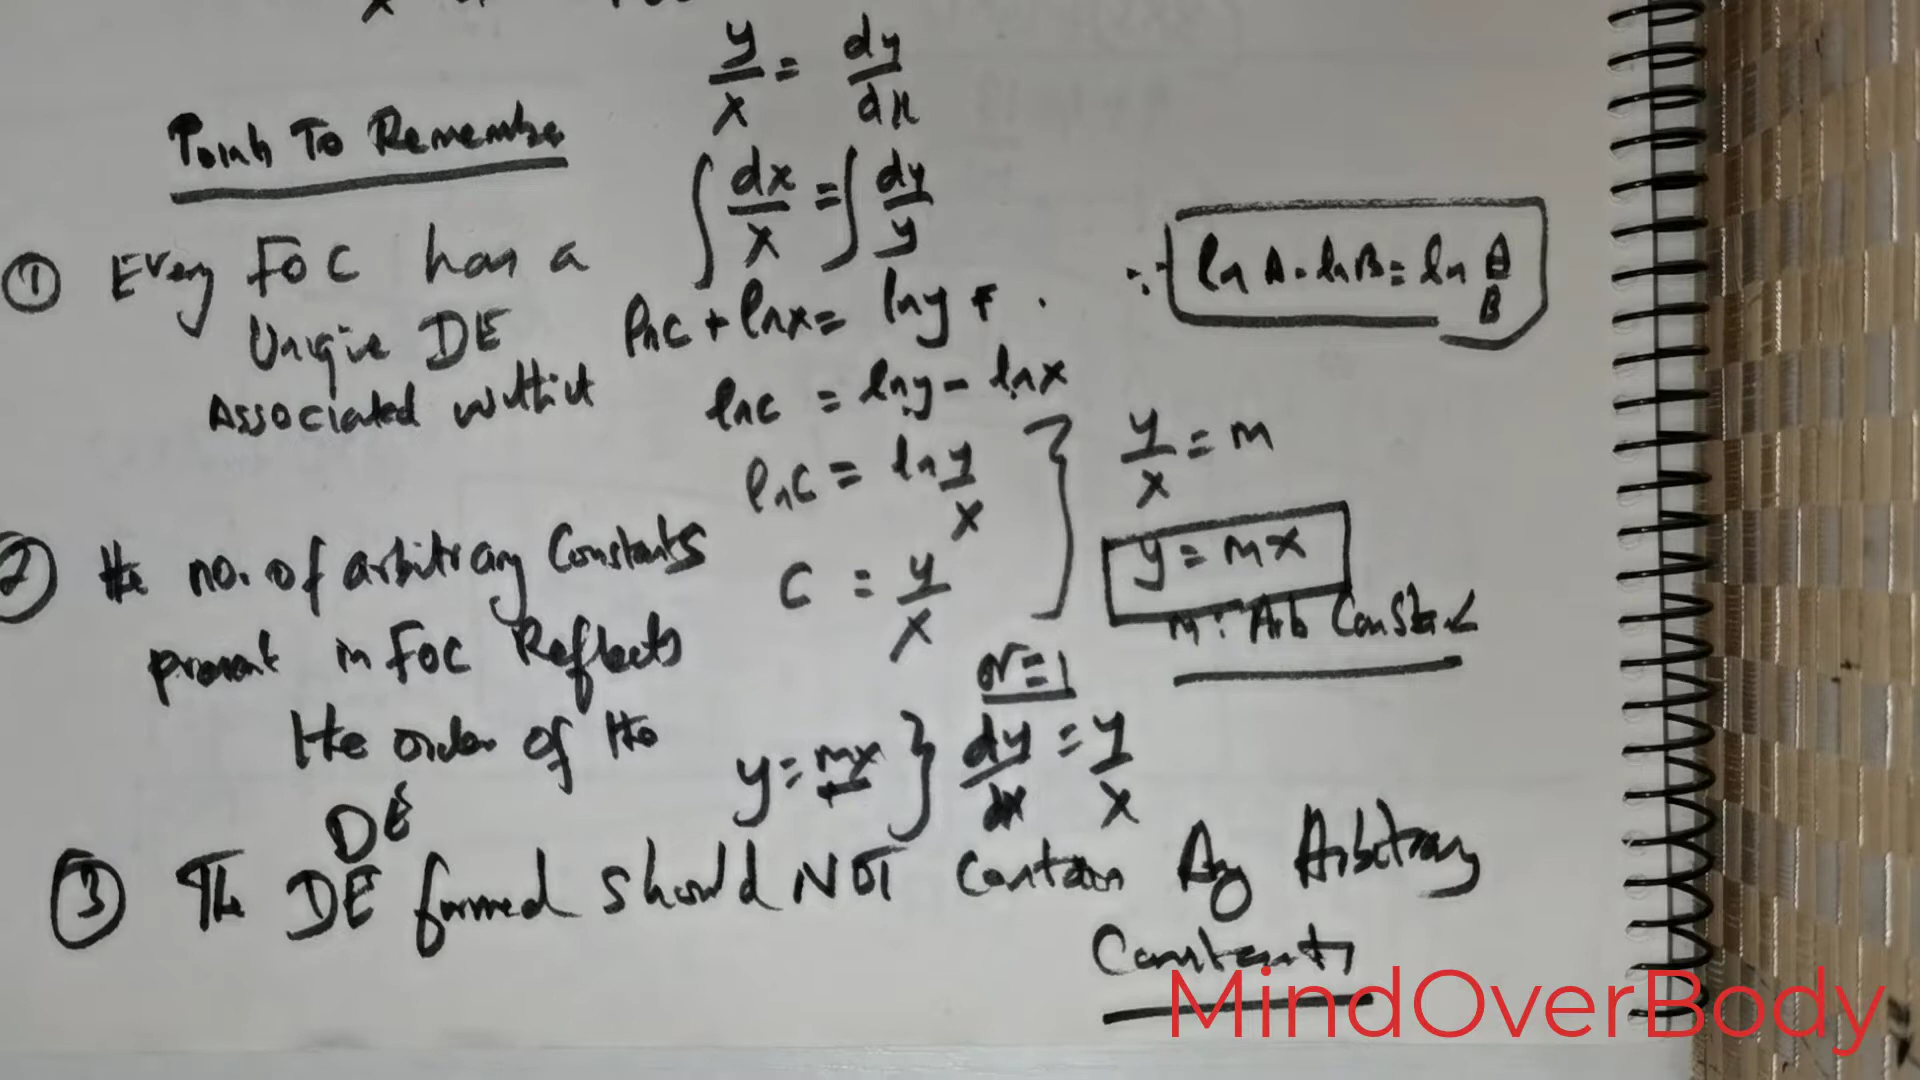 y/x = dy/dx
Points To Remember
∫ dx/x = ∫ dy/y
① Every FOC has a
Unique DE
Associated with it
lnC + lnx = lny + .
∴ ln A - ln B = ln A/B
lnC = lny - lnx
lnC = ln y/x
C = y/x
y/x = m
y = mx
m: Arb Constant
② the no. of arbitrary Constants
present in FOC Reflects
the order of the
DE
or=1
y = mx } dy/dx = y/x
③ The DE formed should NOT contain Any Arbitrary
Constants
MindOverBody